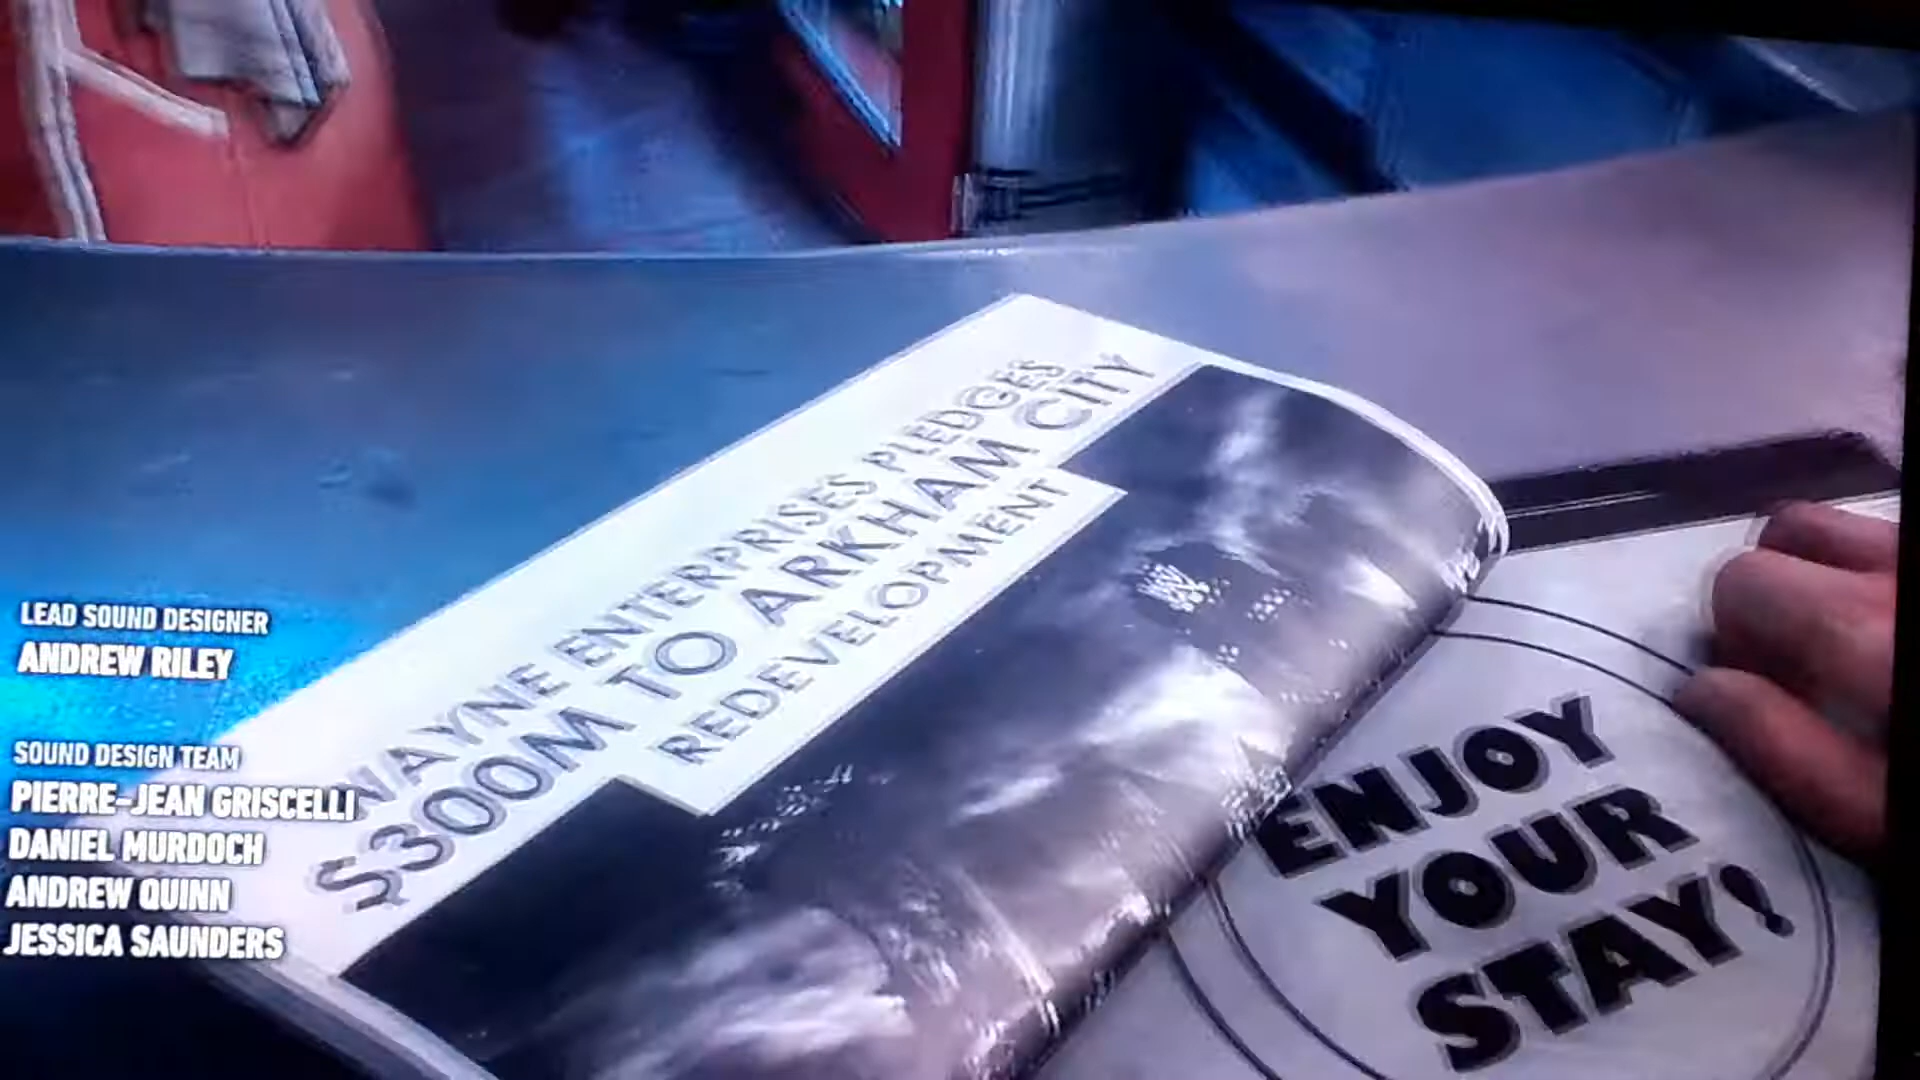 WAYNE ENTERPRISES PLEDGES
$300M TO ARKHAM CITY
REDEVELOPMENT
ENJOY
YOUR
STAY!
LEAD SOUND DESIGNER
ANDREW RILEY
SOUND DESIGN TEAM
PIERRE-JEAN GRISCELLI
DANIEL MURDOCH
ANDREW QUINN
JESSICA SAUNDERS